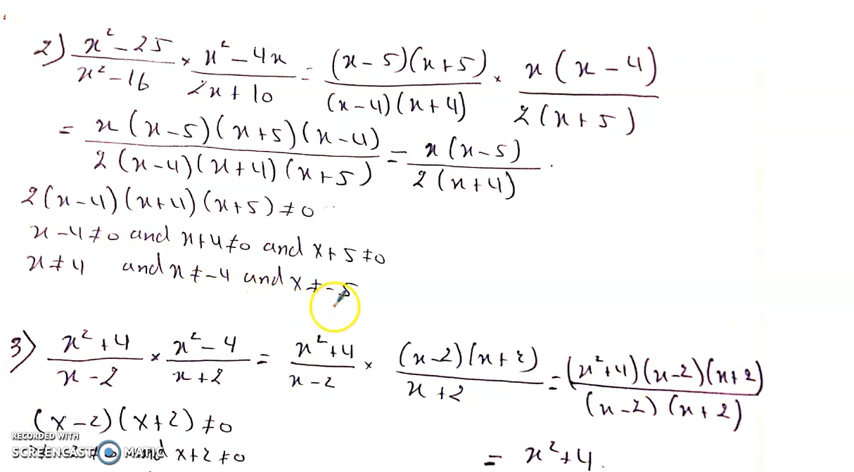 2) (x² - 25)/(x² - 16) × (x² - 4x)/(2x + 10) = (x - 5)(x + 5)/(x - 4)(x + 4) × x(x - 4)/2(x + 5)
= x(x - 5)(x + 5)(x - 4)/2(x - 4)(x + 4)(x + 5) = x(x - 5)/2(x + 4) .
2(x - 4)(x + 4)(x + 5) ≠ 0
x - 4 ≠ 0 and x + 4 ≠ 0 and x + 5 ≠ 0
x ≠ 4 and x ≠ -4 and x ≠ -5
3) (x² + 4)/(x - 2) × (x² - 4)/(x + 2) = (x² + 4)/(x - 2) × (x - 2)(x + 2)/(x + 2) = (x² + 4)(x - 2)(x + 2)/(x - 2)(x + 2)
(x - 2)(x + 2) ≠ 0
= x² + 4.
and x + 2 ≠ 0
RECORDED WITH
SCREENCAST MATIC